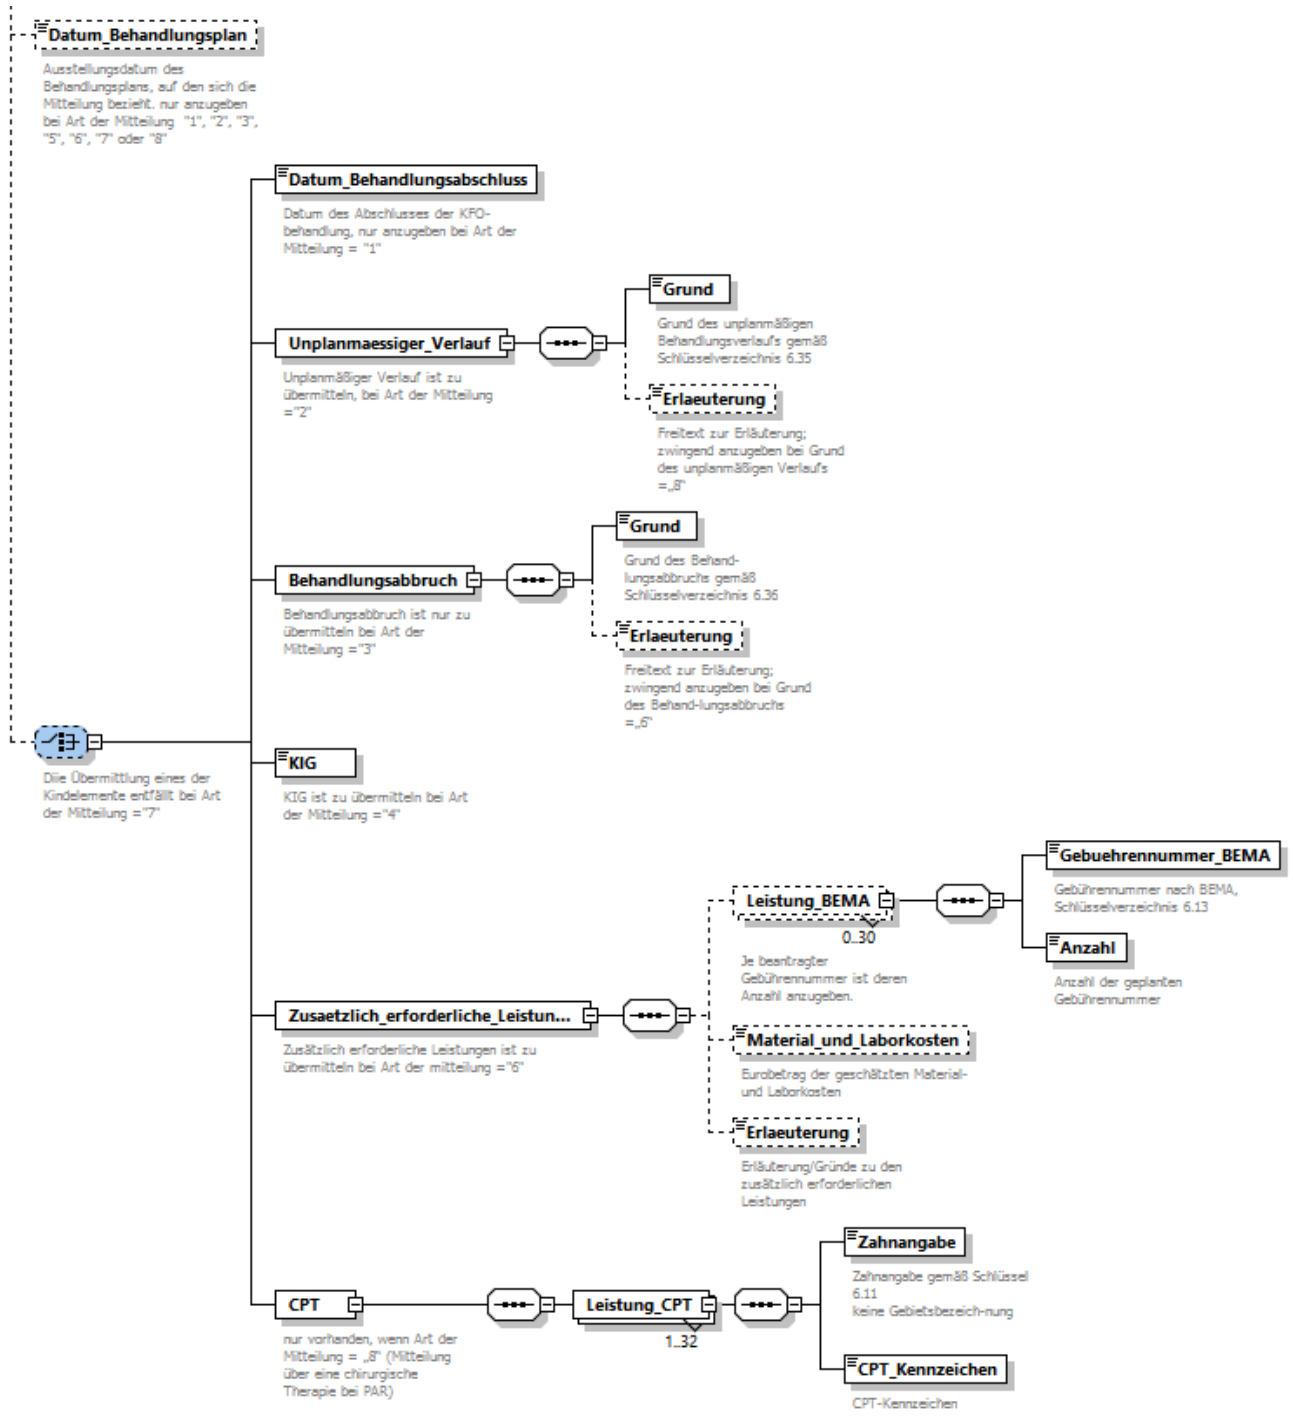 Datum_Behandlungsplan
Ausstellungsdatum des
Behandlungsplans, auf den sich die
Mitteilung bezieht. nur anzugeben
bei Art der Mitteilung "1", "2", "3",
"5", "6", "7" oder "8"
Datum_Behandlungsabschluss
Datum des Abschlusses der KFO-
behandlung, nur anzugeben bei Art der
Mitteilung = "1"
Unplanmaessiger_Verlauf
Unplanmäßiger Verlauf ist zu
übermitteln, bei Art der Mitteilung
="2"
Grund
Grund des unplanmäßigen
Behandlungsverlaufs gemäß
Schlüsselverzeichnis 6.35
Erlaeuterung
Freitext zur Erläuterung;
zwingend anzugeben bei Grund
des unplanmäßigen Verlaufs
=„8"
Behandlungsabbruch
Behandlungsabbruch ist nur zu
übermitteln bei Art der
Mitteilung ="3"
Grund
Grund des Behand-
lungsabbruchs gemäß
Schlüsselverzeichnis 6.36
Erlaeuterung
Freitext zur Erläuterung;
zwingend anzugeben bei Grund
des Behand-lungsabbruchs
=„6"
Diie Übermittlung eines der
Kindelemente entfällt bei Art
der Mitteilung ="7"
KIG
KIG ist zu übermitteln bei Art
der Mitteilung ="4"
Zusaetzlich_erforderliche_Leistun...
Zusätzlich erforderliche Leistungen ist zu
übermitteln bei Art der mitteilung ="6"
Leistung_BEMA
0..30
Je beantragter
Gebührennummer ist deren
Anzahl anzugeben.
Gebuehrennummer_BEMA
Gebührennummer nach BEMA,
Schlüsselverzeichnis 6.13
Anzahl
Anzahl der geplanten
Gebührennummer
Material_und_Laborkosten
Eurobetrag der geschätzten Material-
und Laborkosten
Erlaeuterung
Erläuterung/Gründe zu den
zusätzlich erforderlichen
Leistungen
CPT
nur vorhanden, wenn Art der
Mitteilung = „8" (Mitteilung
über eine chirurgische
Therapie bei PAR)
Leistung_CPT
1..32
Zahnangabe
Zahnangabe gemäß Schlüssel
6.11
keine Gebietsbezeich-nung
CPT_Kennzeichen
CPT-Kennzeichen